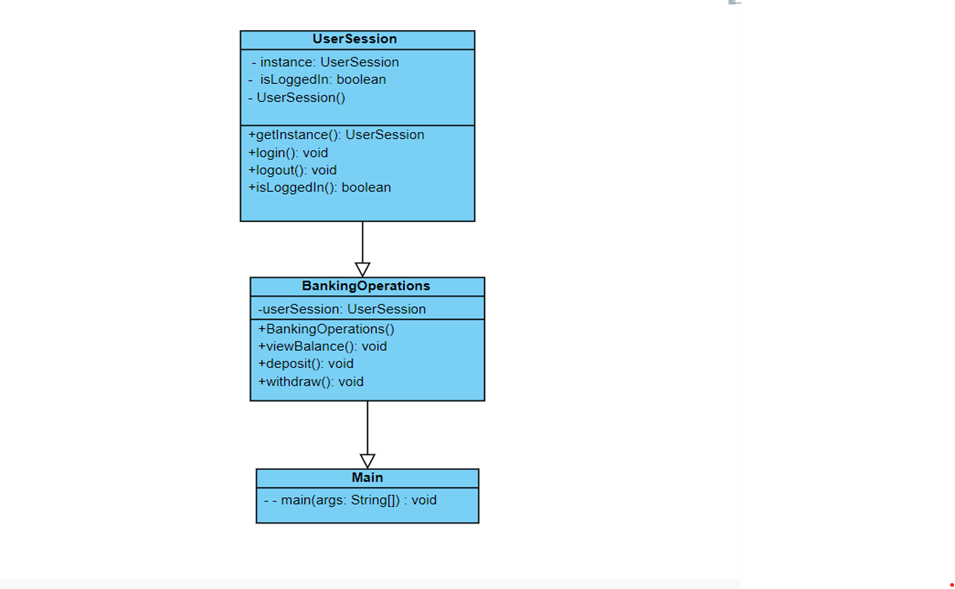 UserSession
- instance: UserSession
- isLoggedIn: boolean
- UserSession()
+getInstance(): UserSession
+login(): void
+logout(): void
+isLoggedIn(): boolean
BankingOperations
-userSession: UserSession
+BankingOperations()
+viewBalance(): void
+deposit(): void
+withdraw(): void
Main
- - main(args: String[]) : void